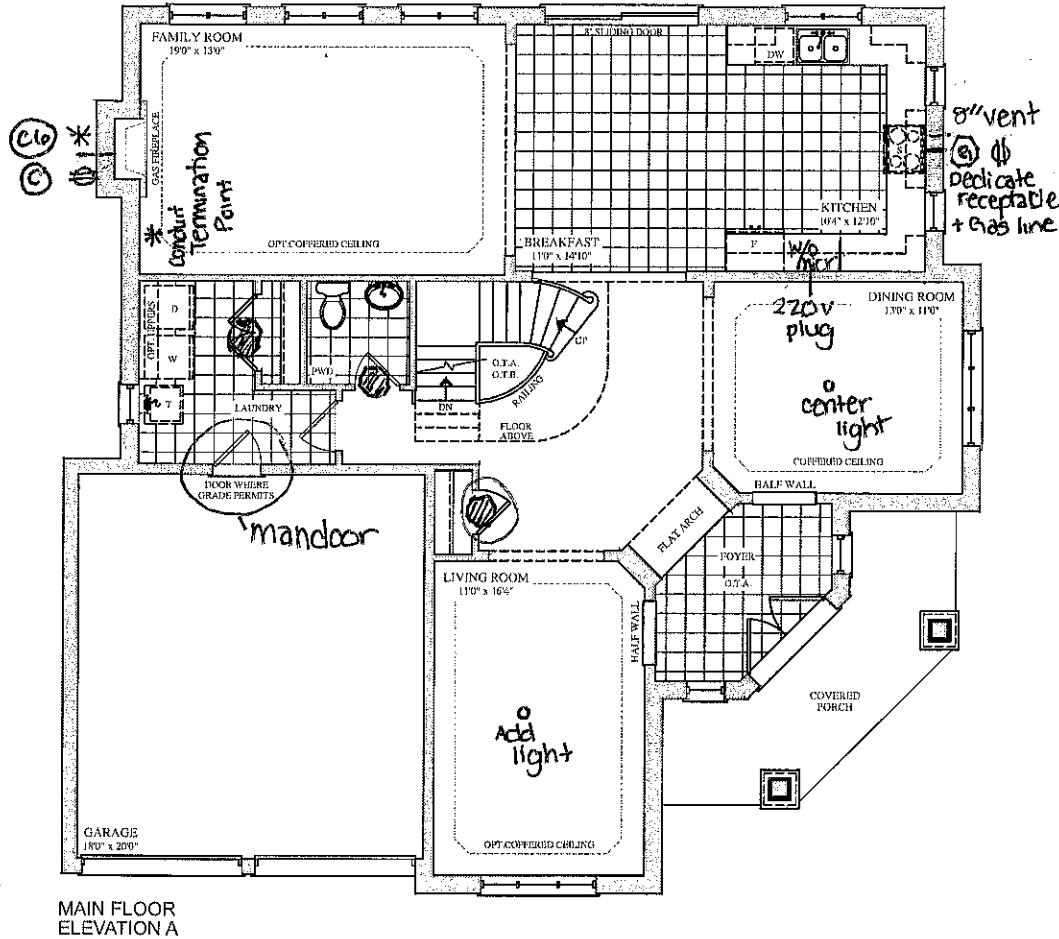 FAMILY ROOM
19'0" x 13'0"
8' SLIDING DOOR
DW
GAS FIREPLACE
C16
C
Conduit
Termination
Point
OPT. COFFERED CEILING
8" vent
Dedicate
receptable
+ Gas line
KITCHEN
10'4" x 12'10"
BREAKFAST
11'0" x 14'10"
F
W/O
micr
220v
plug
DINING ROOM
13'0" x 11'0"
center
light
COFFERED CEILING
HALF WALL
OPT. UPPERS
D
W
T
LAUNDRY
PWD
O.T.A.
O.T.B.
RAILING
UP
DN
FLOOR
ABOVE
DOOR WHERE
GRADE PERMITS
mandoor
FLAT ARCH
FOYER
O.T.A.
LIVING ROOM
11'0" x 16'4"
HALF WALL
Add
light
OPT. COFFERED CEILING
COVERED
PORCH
GARAGE
18'0" x 20'0"
MAIN FLOOR
ELEVATION A